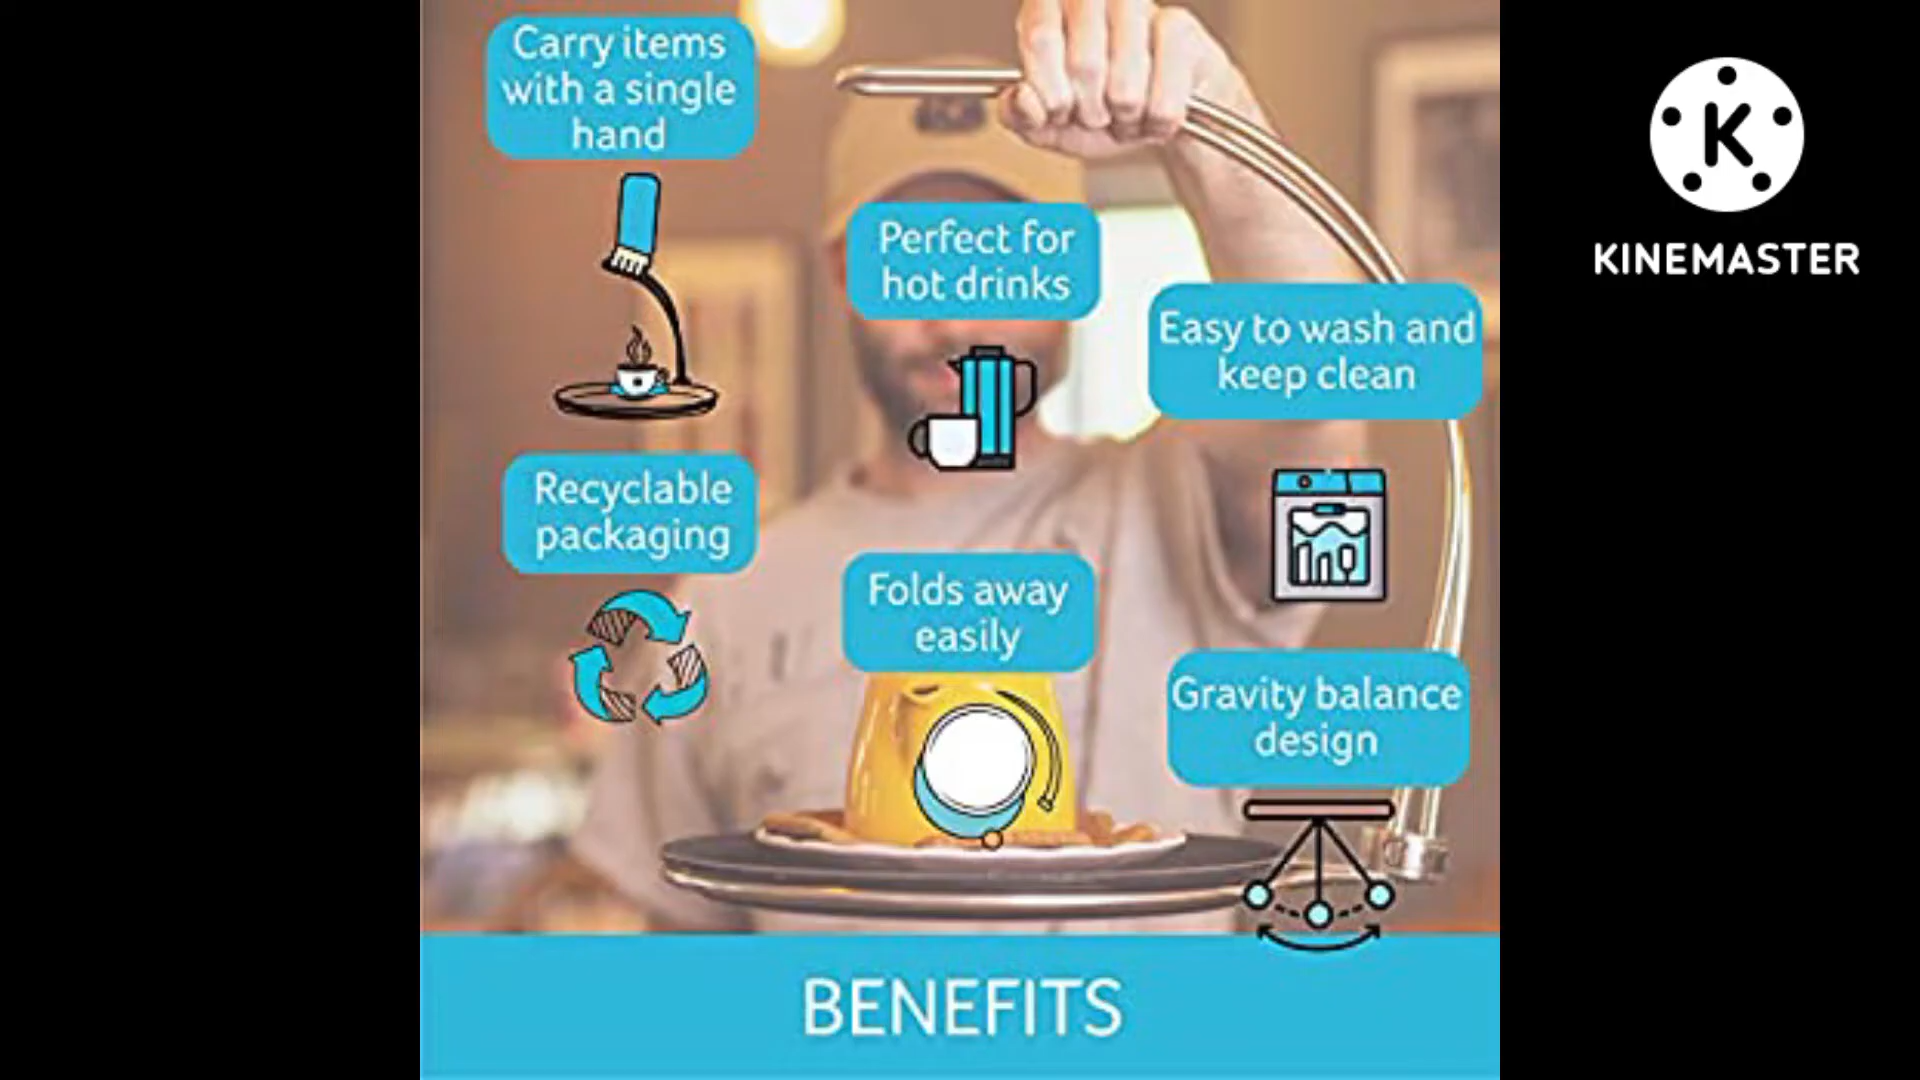 Carry items
with a single
hand
Perfect for
hot drinks
Easy to wash and
keep clean
Recyclable
packaging
Folds away
easily
Gravity balance
design
BENEFITS
K
KINEMASTER